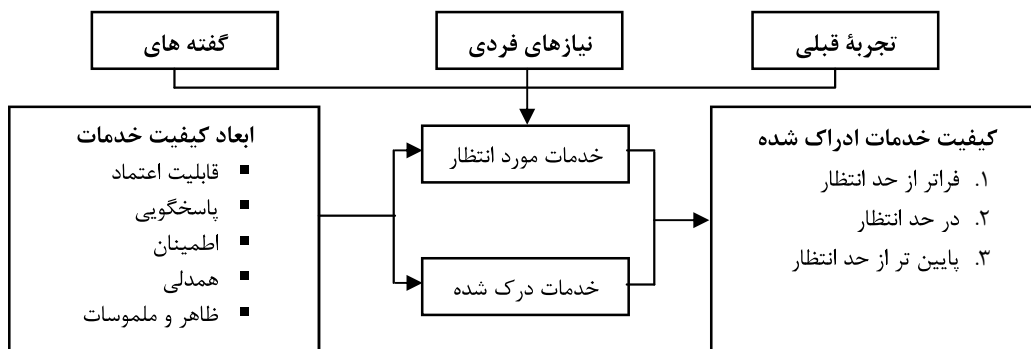 تجربۀ قبلی
نیازهای فردی
گفته های
کیفیت خدمات ادراک شده
۱. فراتر از حد انتظار
۲. در حد انتظار
۳. پایین تر از حد انتظار
خدمات مورد انتظار
خدمات درک شده
ابعاد کیفیت خدمات
▪ قابلیت اعتماد
▪ پاسخگویی
▪ اطمینان
▪ همدلی
▪ ظاهر و ملموسات